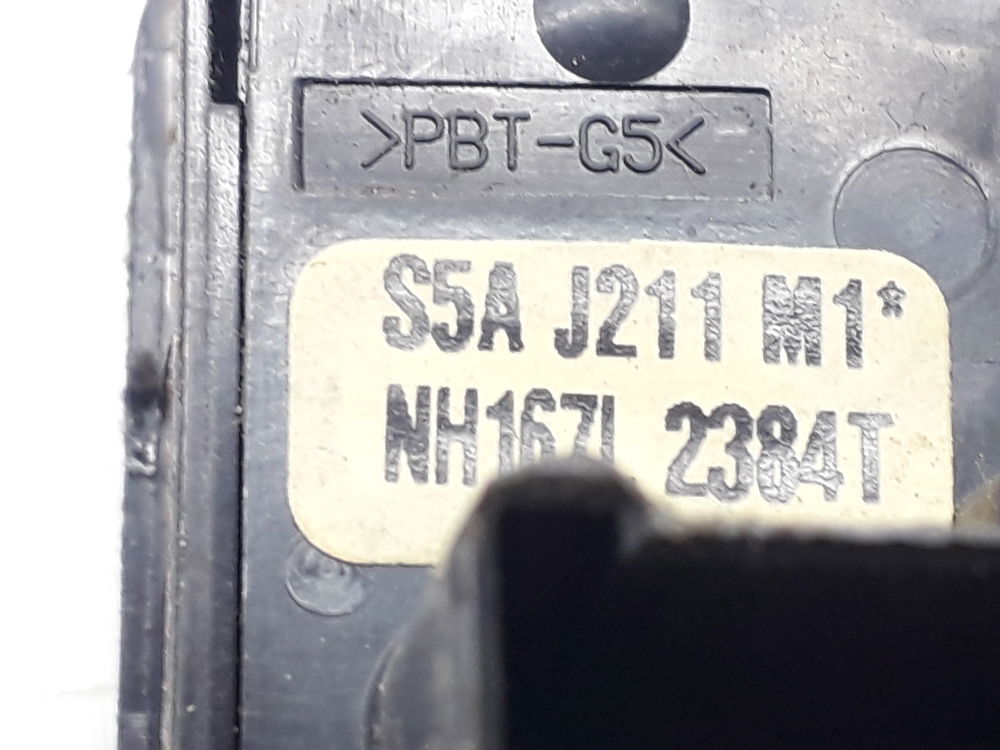 >PBT-G5<
S5A J211 M1*
NH167L 2384T